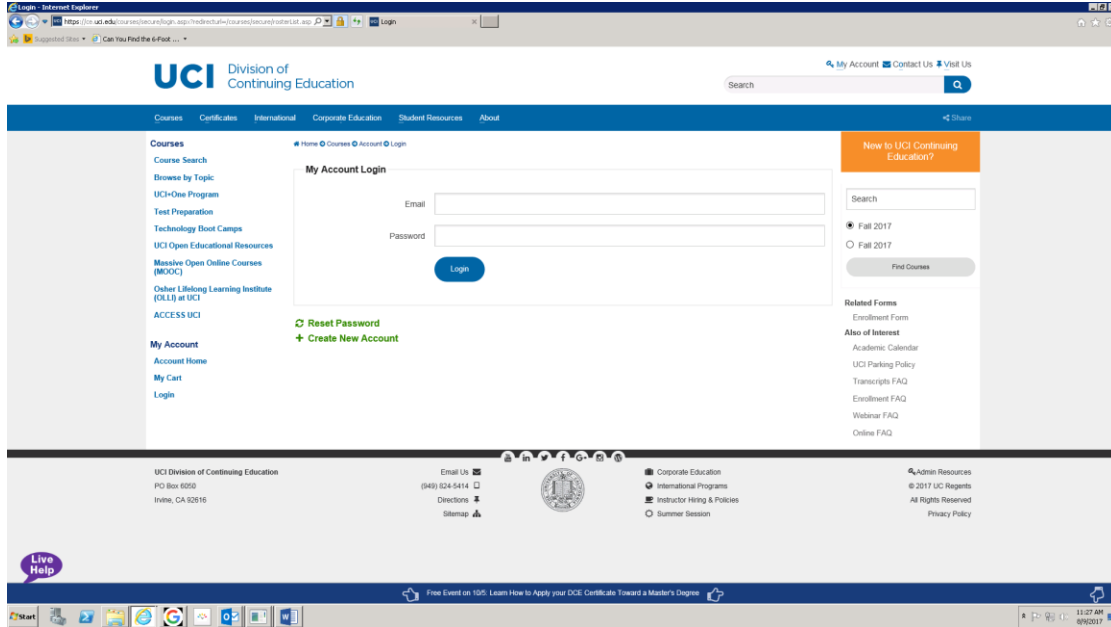 Login - Internet Explorer
https://ce.uci.edu/courses/secure/login.asp?redirecturl=/courses/secure/rosterList.asp
Login
Suggested Sites
Can You Find the 6-Foot ...
UCI Division of Continuing Education
My Account Contact Us Visit Us
Search
Courses Certificates International Corporate Education Student Resources About
Share
Courses
Course Search
Browse by Topic
UCI+One Program
Test Preparation
Technology Boot Camps
UCI Open Educational Resources
Massive Open Online Courses
(MOOC)
Osher Lifelong Learning Institute
(OLLI) at UCI
ACCESS UCI
My Account
Account Home
My Cart
Login
Home Courses Account Login
My Account Login
Email
Password
Login
Reset Password
+ Create New Account
New to UCI Continuing
Education?
Search
Fall 2017
Fall 2017
Find Courses
Related Forms
Enrollment Form
Also of Interest
Academic Calendar
UCI Parking Policy
Transcripts FAQ
Enrollment FAQ
Webinar FAQ
Online FAQ
UCI Division of Continuing Education
PO Box 6050
Irvine, CA 92616
Email Us
(949) 824-5414
Directions
Sitemap
Corporate Education
International Programs
Instructor Hiring & Policies
Summer Session
Admin Resources
© 2017 UC Regents
All Rights Reserved
Privacy Policy
Live
Help
Free Event on 10/5: Learn How to Apply your DCE Certificate Toward a Master's Degree
Start
11:27 AM
8/9/2017